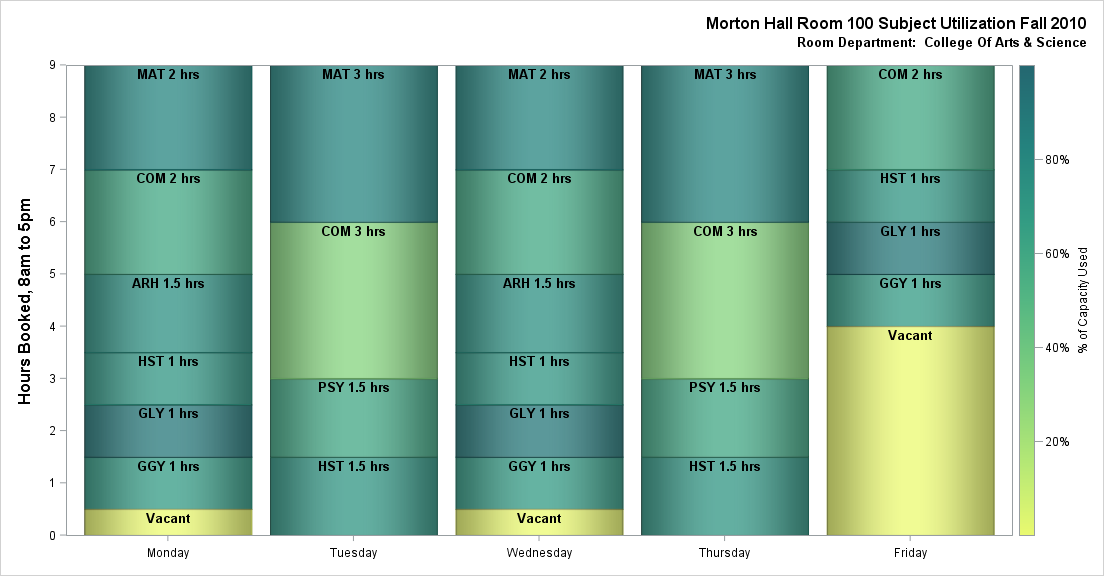 Morton Hall Room 100 Subject Utilization Fall 2010
Room Department:  College Of Arts & Science
Hours Booked, 8am to 5pm
9
8
7
6
5
4
3
2
1
0
MAT 2 hrs
COM 2 hrs
ARH 1.5 hrs
HST 1 hrs
GLY 1 hrs
GGY 1 hrs
Vacant
Monday
MAT 3 hrs
COM 3 hrs
PSY 1.5 hrs
HST 1.5 hrs
Tuesday
MAT 2 hrs
COM 2 hrs
ARH 1.5 hrs
HST 1 hrs
GLY 1 hrs
GGY 1 hrs
Vacant
Wednesday
MAT 3 hrs
COM 3 hrs
PSY 1.5 hrs
HST 1.5 hrs
Thursday
COM 2 hrs
HST 1 hrs
GLY 1 hrs
GGY 1 hrs
Vacant
Friday
80%
60%
40%
20%
% of Capacity Used